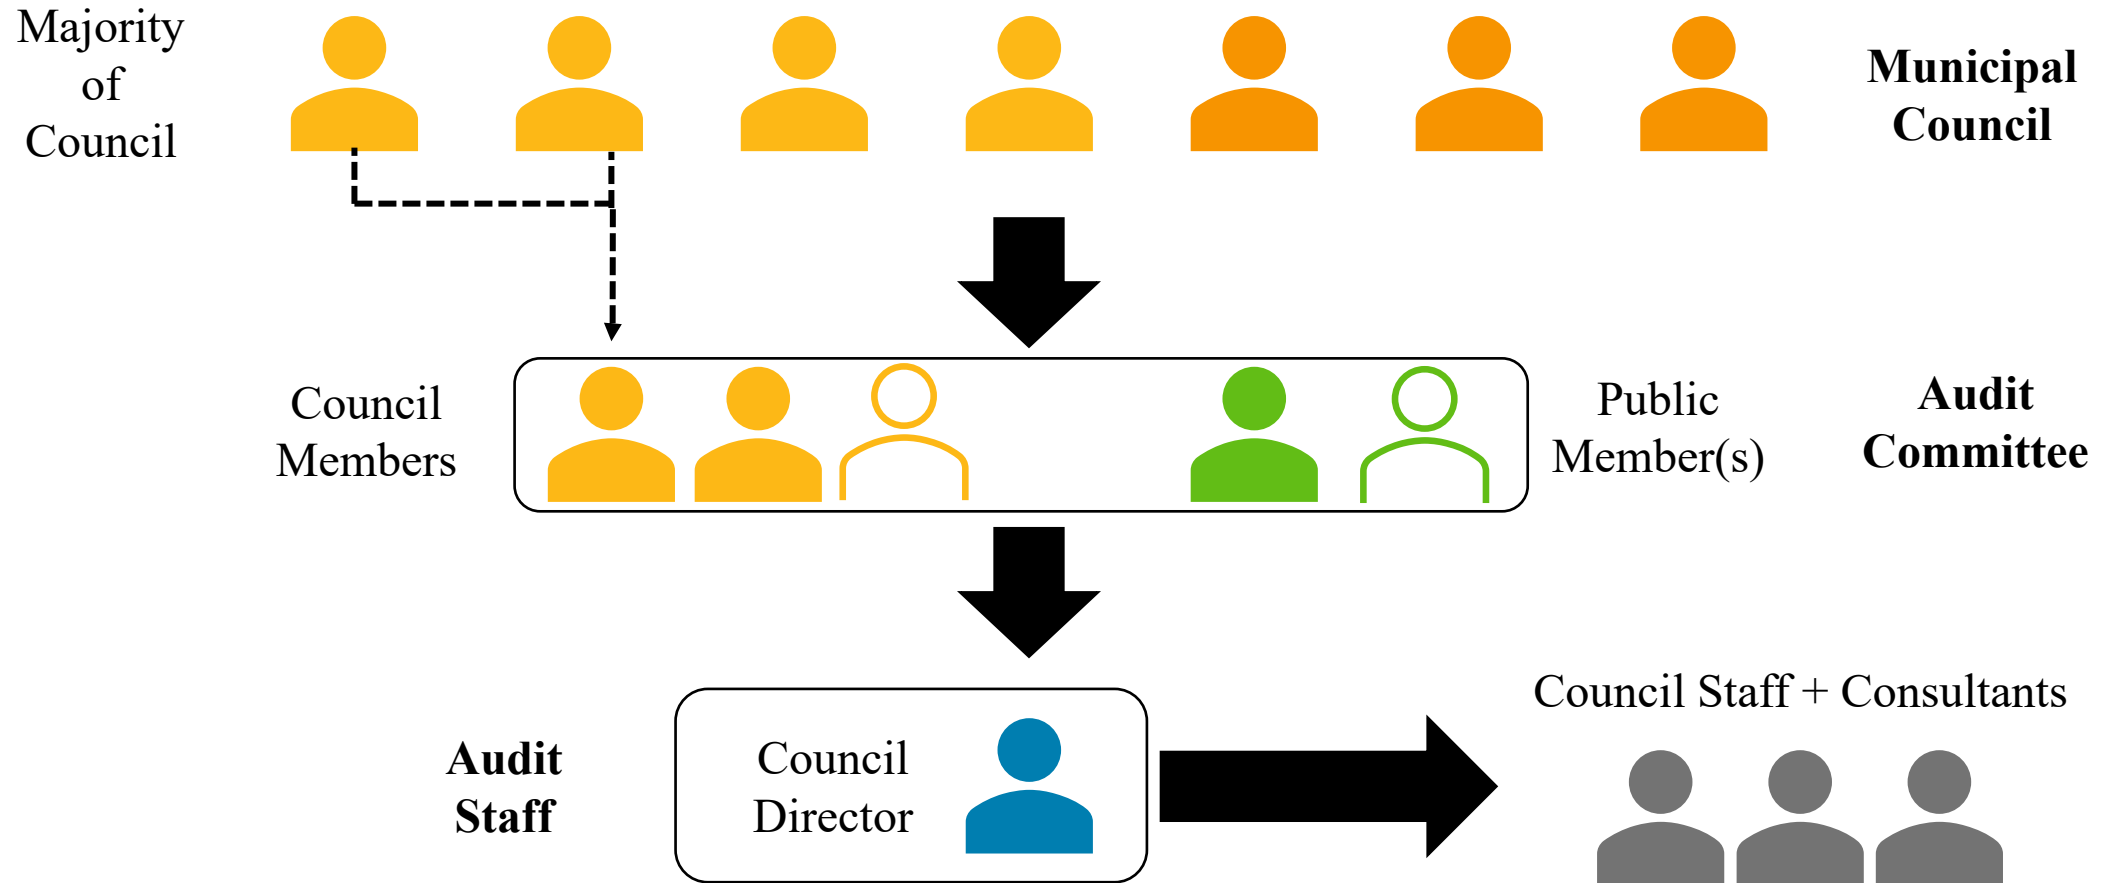 Majority
of
Council
Municipal
Council
Council
Members
Public
Member(s)
Audit
Committee
Council Staff + Consultants
Audit
Staff
Council
Director